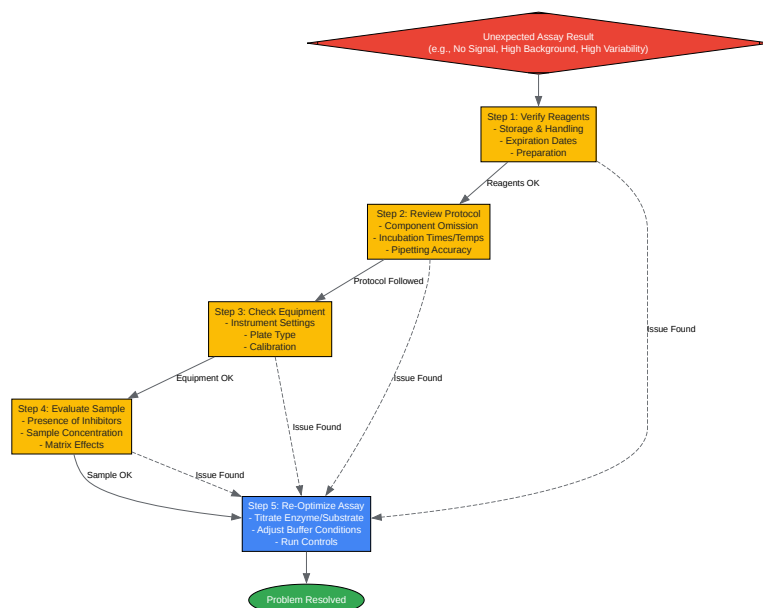 Unexpected Assay Result
(e.g., No Signal, High Background, High Variability)
Step 1: Verify Reagents
- Storage & Handling
- Expiration Dates
- Preparation
Reagents OK
Step 2: Review Protocol
- Component Omission
- Incubation Times/Temps
- Pipetting Accuracy
Protocol Followed
Step 3: Check Equipment
- Instrument Settings
- Plate Type
- Calibration
Issue Found
Equipment OK
Issue Found
Step 4: Evaluate Sample
- Presence of Inhibitors
- Sample Concentration
- Matrix Effects
Issue Found
Sample OK
Issue Found
Step 5: Re-Optimize Assay
- Titrate Enzyme/Substrate
- Adjust Buffer Conditions
- Run Controls
Problem Resolved